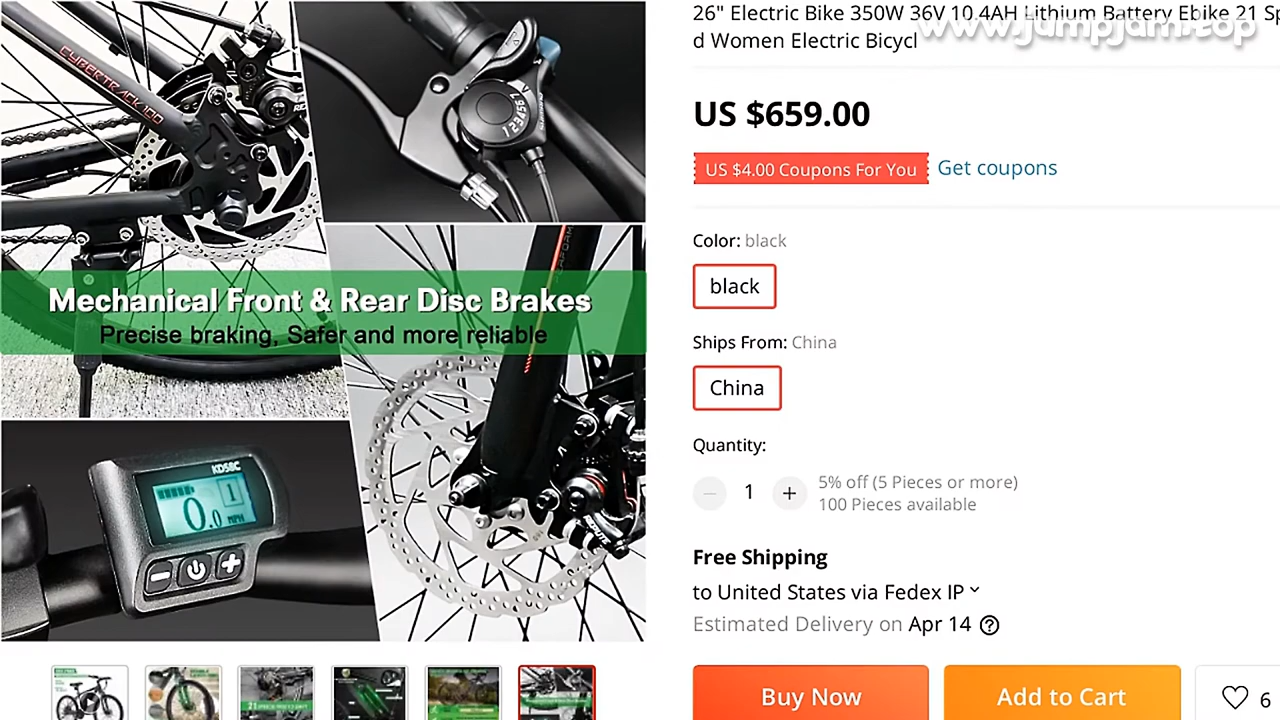 26" Electric Bike 350W 36V 10.4AH Lithium Battery Ebike 21 Sp
d Women Electric Bicycl
www.jumpjam.top
US $659.00
US $4.00 Coupons For You
Get coupons
Color: black
black
Ships From: China
China
Quantity:
1
5% off (5 Pieces or more)
100 Pieces available
Free Shipping
to United States via Fedex IP
Estimated Delivery on Apr 14
Buy Now
Add to Cart
6
CYBERTRACK 100
1234567
Mechanical Front & Rear Disc Brakes
Precise braking, Safer and more reliable
KD58C
1
0.0 MPH